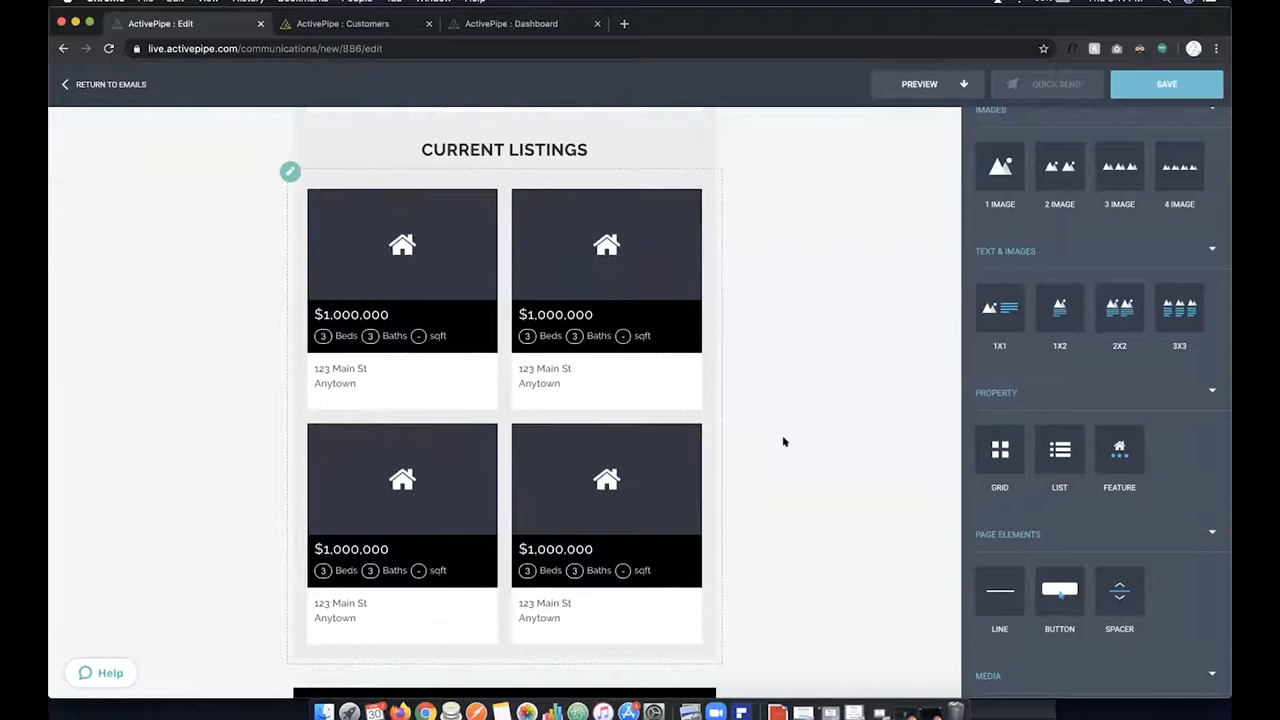 ActivePipe : Edit
ActivePipe : Customers
ActivePipe : Dashboard
live.activepipe.com/communications/new/886/edit
RETURN TO EMAILS
PREVIEW
QUICK SEND
SAVE
CURRENT LISTINGS
$1,000,000
3 Beds 3 Baths - sqft
123 Main St
Anytown
$1,000,000
3 Beds 3 Baths - sqft
123 Main St
Anytown
$1,000,000
3 Beds 3 Baths - sqft
123 Main St
Anytown
$1,000,000
3 Beds 3 Baths - sqft
123 Main St
Anytown
IMAGES
1 IMAGE
2 IMAGE
3 IMAGE
4 IMAGE
TEXT & IMAGES
1X1
1X2
2X2
3X3
PROPERTY
GRID
LIST
FEATURE
PAGE ELEMENTS
LINE
BUTTON
SPACER
MEDIA
Help
30